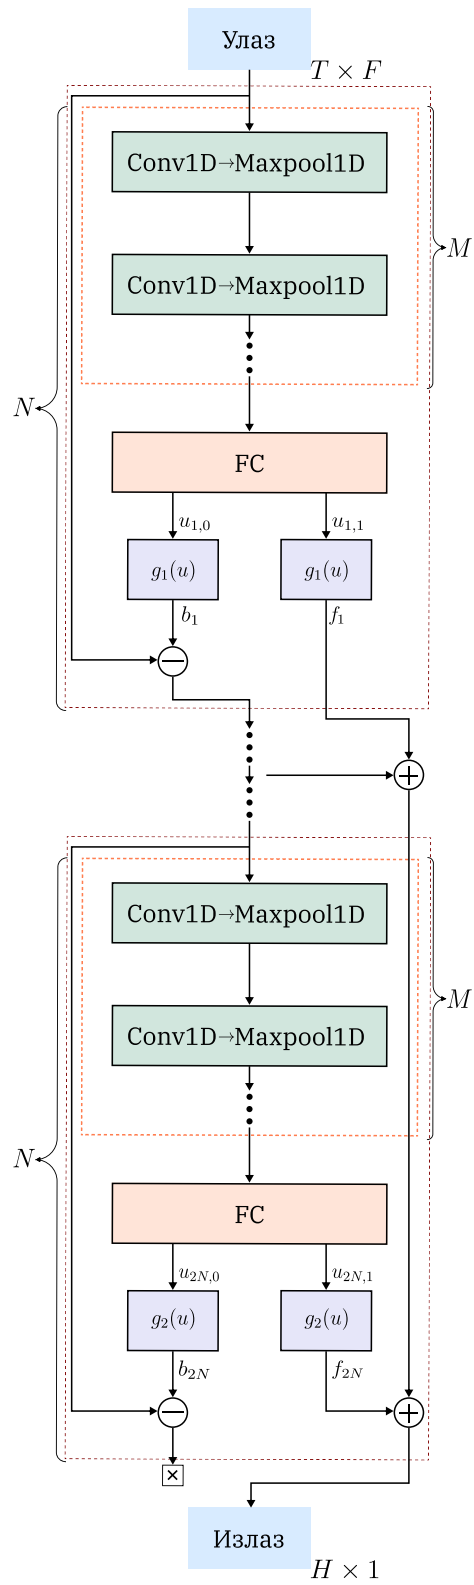 Улаз
T × F
Conv1D→Maxpool1D
M
Conv1D→Maxpool1D
N
FC
u₁,₀ u₁,₁
g₁(u) g₁(u)
b₁ f₁
Conv1D→Maxpool1D
M
Conv1D→Maxpool1D
N
FC
u₂N,₀ u₂N,₁
g₂(u) g₂(u)
b₂N f₂N
Излаз
H × 1